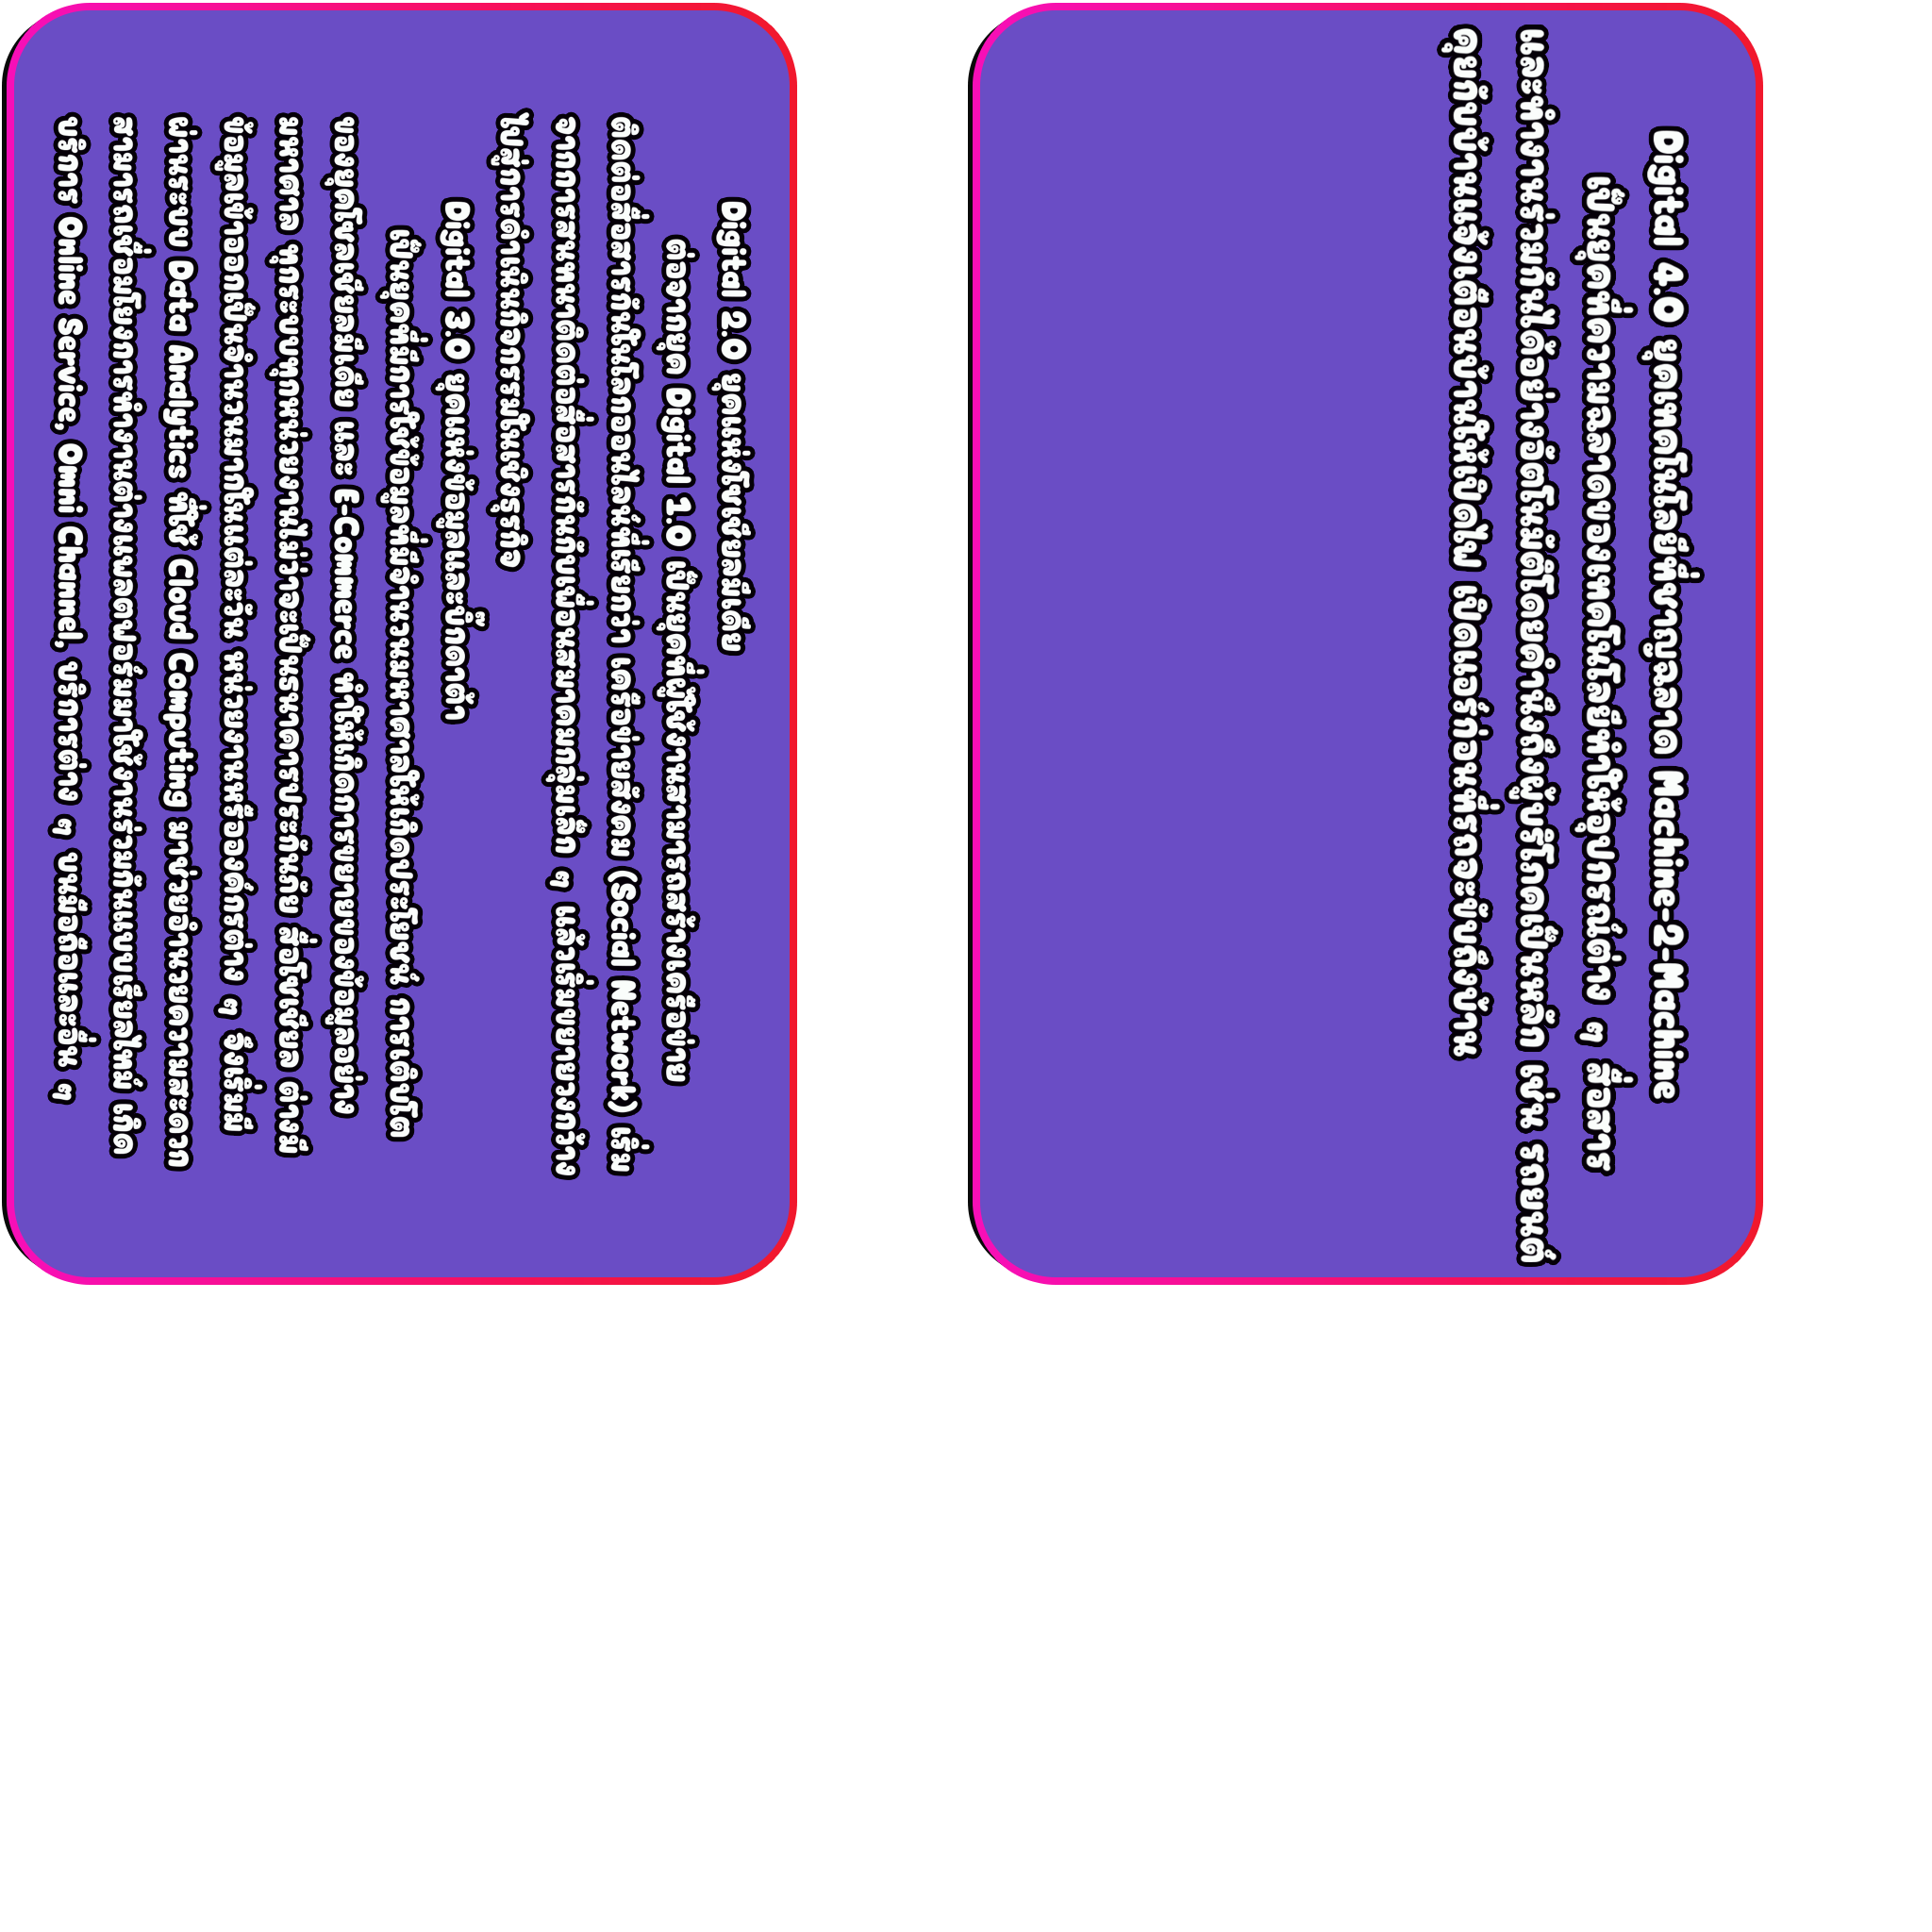 Digital 2.0 ยุคแห่งโซเชียลมีเดีย
ต่อจากยุค Digital 1.0 เป็นยุคที่ผู้ใช้งานสามารถสร้างเครือข่าย
ติดต่อสื่อสารกันในโลกออนไลน์ที่เรียกว่า เครือข่ายสังคม (Social Network) เริ่ม
จากการสนทนาติดต่อสื่อสารกันกับเพื่อนสมาคมกลุ่มเล็ก ๆ แล้วเริ่มขยายวงกว้าง
ไปสู่การดำเนินกิจกรรมในเชิงธุรกิจ
Digital 3.0 ยุคแห่งข้อมูลและบิ๊กดาต้า
เป็นยุคที่มีการใช้ข้อมูลที่มีจำนวนมหาศาลให้เกิดประโยชน์ การเติบโต
ของยุคโซเชียลมีเดีย และ E-Commerce ทำให้เกิดการขยายของข้อมูลอย่าง
มหาศาล ทุกระบบทุกหน่วยงานไม่ว่าจะเป็นธนาคารประกันภัย สื่อโซเชียล ต่างมี
ข้อมูลเข้าออกเป็นจำนวนมากในแต่ละวัน หน่วยงานหรือองค์กรต่าง ๆ จึงเริ่มมี
ผ่านระบบ Data Analytics ที่ใช้ Cloud Computing มาช่วยอำนวยความสะดวก
สามารถเชื่อมโยงการทำงานต่างแพลตฟอร์มมาใช้งานร่วมกันแบบเรียลไทม์ เกิด
บริการ Online Service, Omni Channel, บริการต่าง ๆ บนมือถือและอื่น ๆ
Digital 4.0 ยุคเทคโนโลยีที่ชาญฉลาด Machine-2-Machine
เป็นยุคที่ความฉลาดของเทคโนโลยีทำให้อุปกรณ์ต่าง ๆ สื่อสาร
และทำงานร่วมกันได้อย่างอัตโนมัติโดยคำนึงถึงผู้บริโภคเป็นหลัก เช่น รถยนต์
คุยกับบ้านแจ้งเตือนบ้านให้เปิดไฟ เปิดแอร์ก่อนที่รถจะขับถึงบ้าน